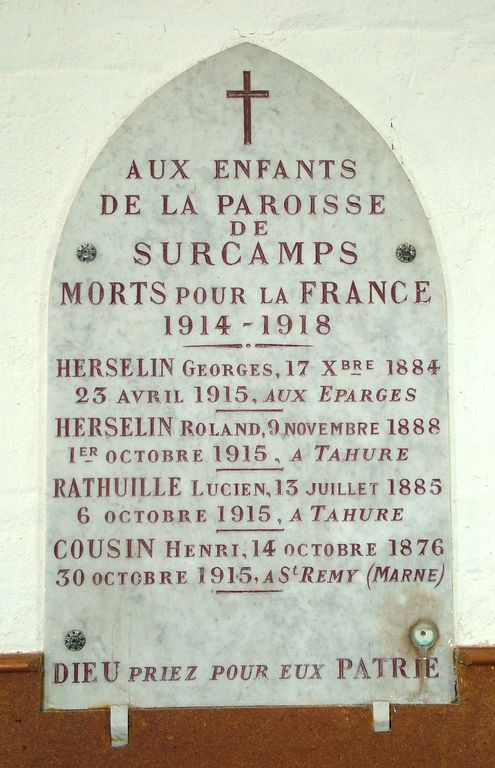 AUX ENFANTS
DE LA PAROISSE
DE
SURCAMPS
MORTS POUR LA FRANCE
1914 - 1918
HERSELIN GEORGES, 17 XBRE 1884
23 AVRIL 1915, AUX EPARGES
HERSELIN ROLAND, 9 NOVEMBRE 1888
1ER OCTOBRE 1915, A TAHURE
RATHUILLE LUCIEN, 13 JUILLET 1885
6 OCTOBRE 1915, A TAHURE
COUSIN HENRI, 14 OCTOBRE 1876
30 OCTOBRE 1915, A St REMY (MARNE)
DIEU PRIEZ POUR EUX PATRIE